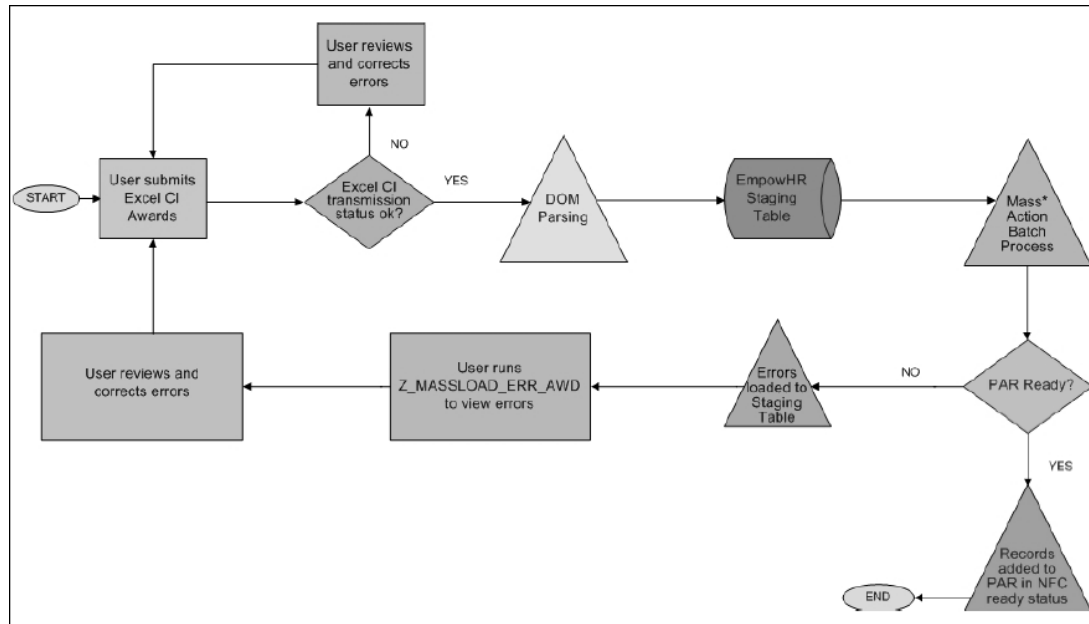 User reviews
and corrects
errors
NO
START
User submits
Excel CI
Awards
Excel CI
transmission
status ok?
YES
DOM
Parsing
EmpowHR
Staging
Table
Mass*
Action
Batch
Process
User reviews and
corrects errors
User runs
Z_MASSLOAD_ERR_AWD
to view errors
Errors
loaded to
Staging
Table
NO
PAR Ready?
YES
Records
added to
PAR in NFC
ready status
END